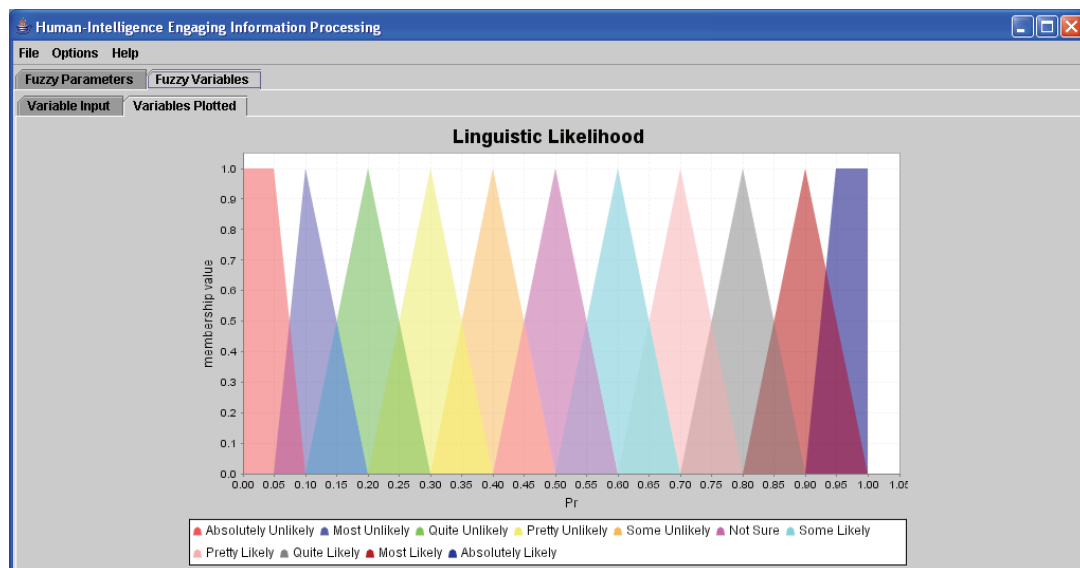 Human-Intelligence Engaging Information Processing
File Options Help
Fuzzy Parameters Fuzzy Variables
Variable Input Variables Plotted
Linguistic Likelihood
1.0
0.9
0.8
0.7
0.6
0.5
0.4
0.3
0.2
0.1
0.0
membership value
0.00 0.05 0.10 0.15 0.20 0.25 0.30 0.35 0.40 0.45 0.50 0.55 0.60 0.65 0.70 0.75 0.80 0.85 0.90 0.95 1.00 1.05
Pr
Absolutely Unlikely Most Unlikely Quite Unlikely Pretty Unlikely Some Unlikely Not Sure Some Likely
Pretty Likely Quite Likely Most Likely Absolutely Likely